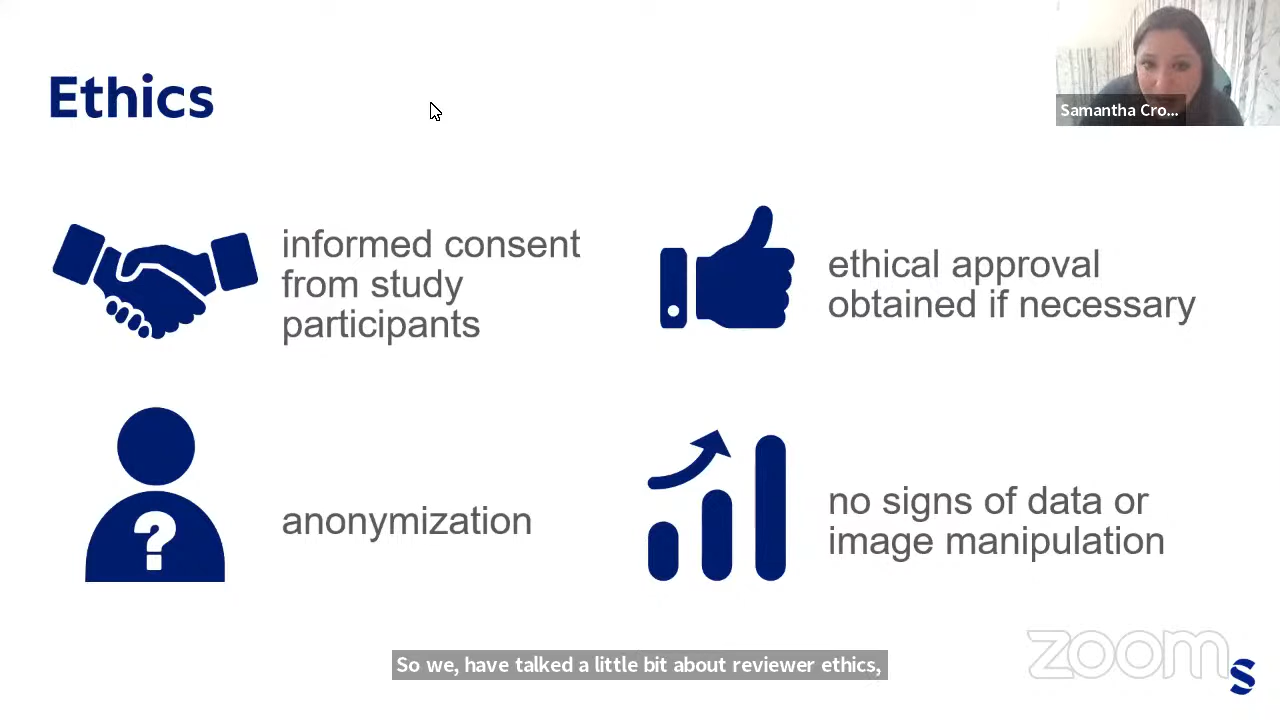 Ethics
Samantha Cro...
informed consent
from study
participants
ethical approval
obtained if necessary
?
anonymization
no signs of data or
image manipulation
So we, have talked a little bit about reviewer ethics,
zoom
S